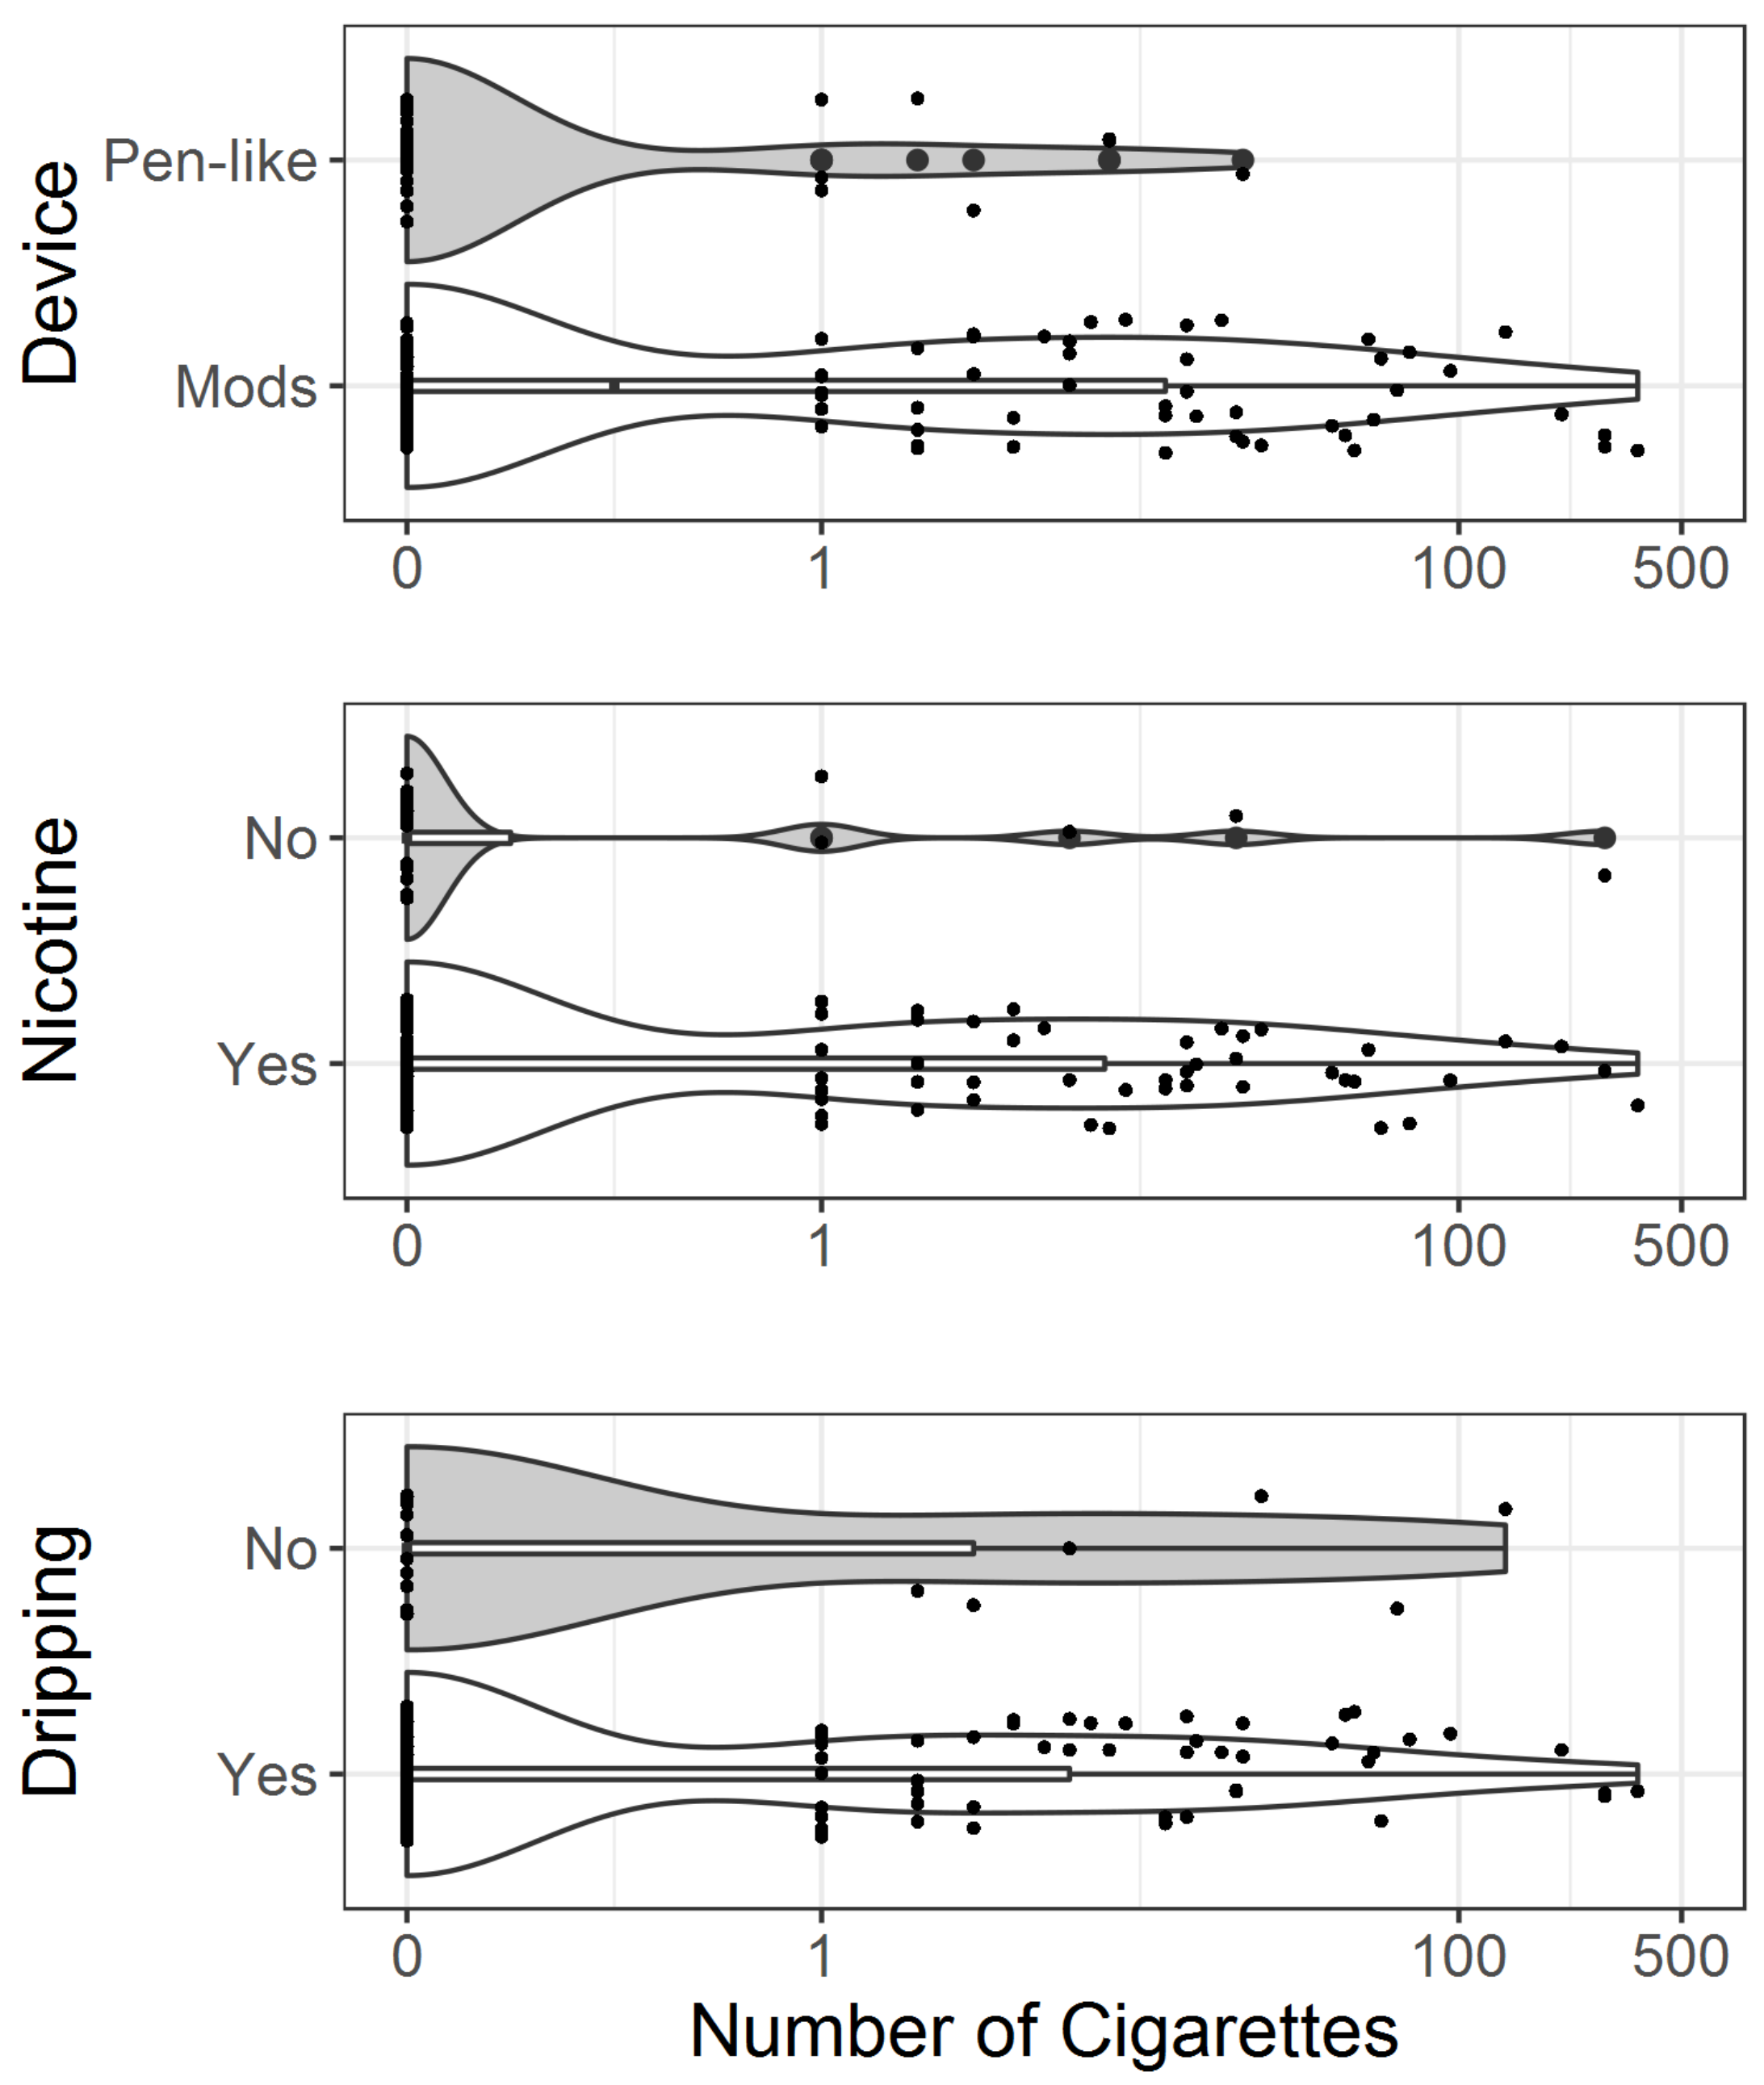 Device
Pen-like
Mods
0 1 100 500
Nicotine
No
Yes
0 1 100 500
Dripping
No
Yes
0 1 100 500
Number of Cigarettes